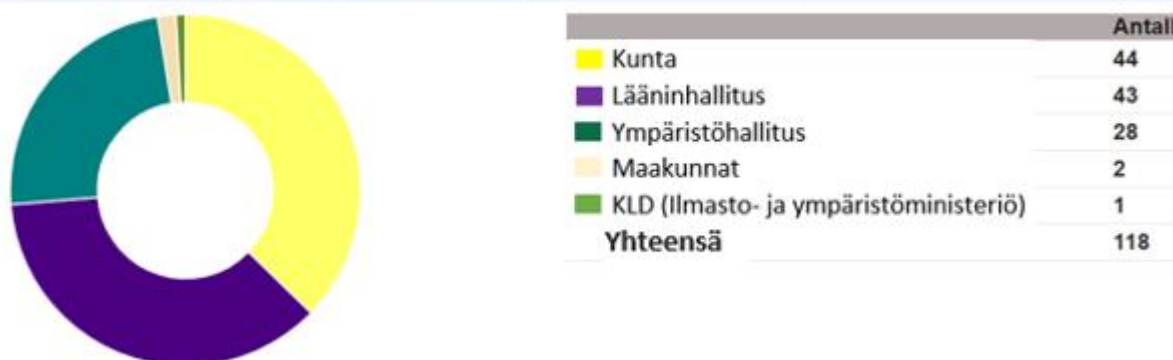 Antall
Kunta 44
Lääninhallitus 43
Ympäristöhallitus 28
Maakunnat 2
KLD (Ilmasto- ja ympäristöministeriö) 1
Yhteensä 118